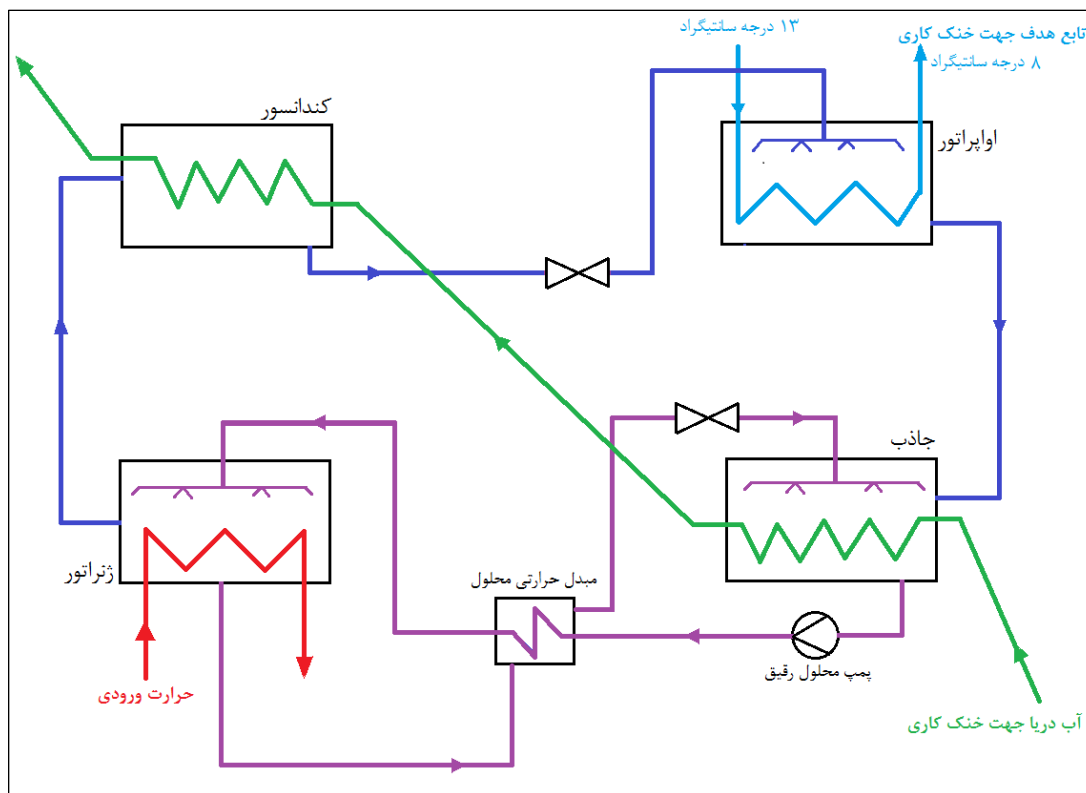 تابع هدف جهت خنک کاری
۱۳ درجه سانتیگراد
۸ درجه سانتیگراد
کندانسور
اواپراتور
جاذب
ژنراتور
مبدل حرارتی محلول
پمپ محلول رقیق
حرارت ورودی
آب دریا جهت خنک کاری